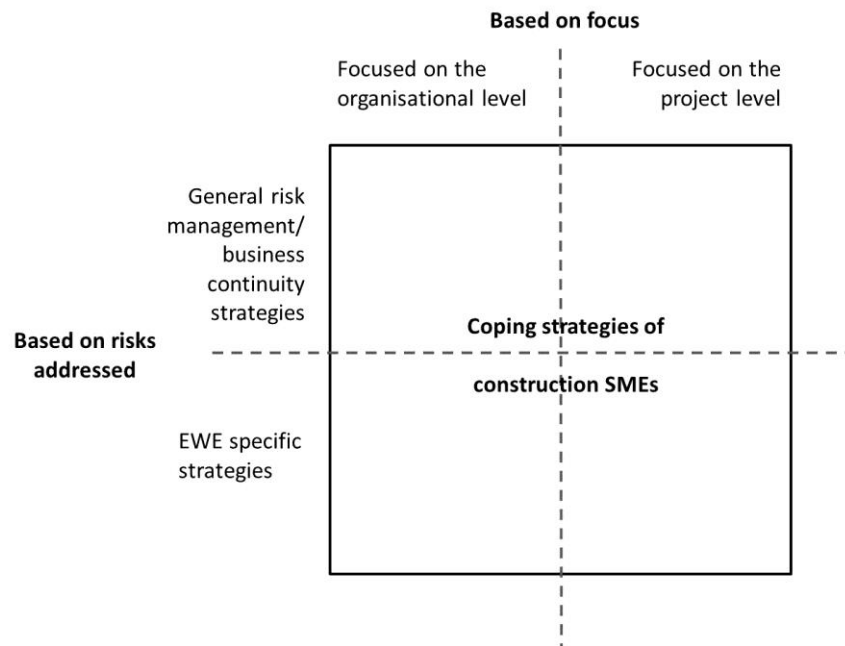 Based on focus
Focused on the
organisational level
Focused on the
project level
General risk
management/
business
continuity
strategies
Based on risks
addressed
Coping strategies of
construction SMEs
EWE specific
strategies